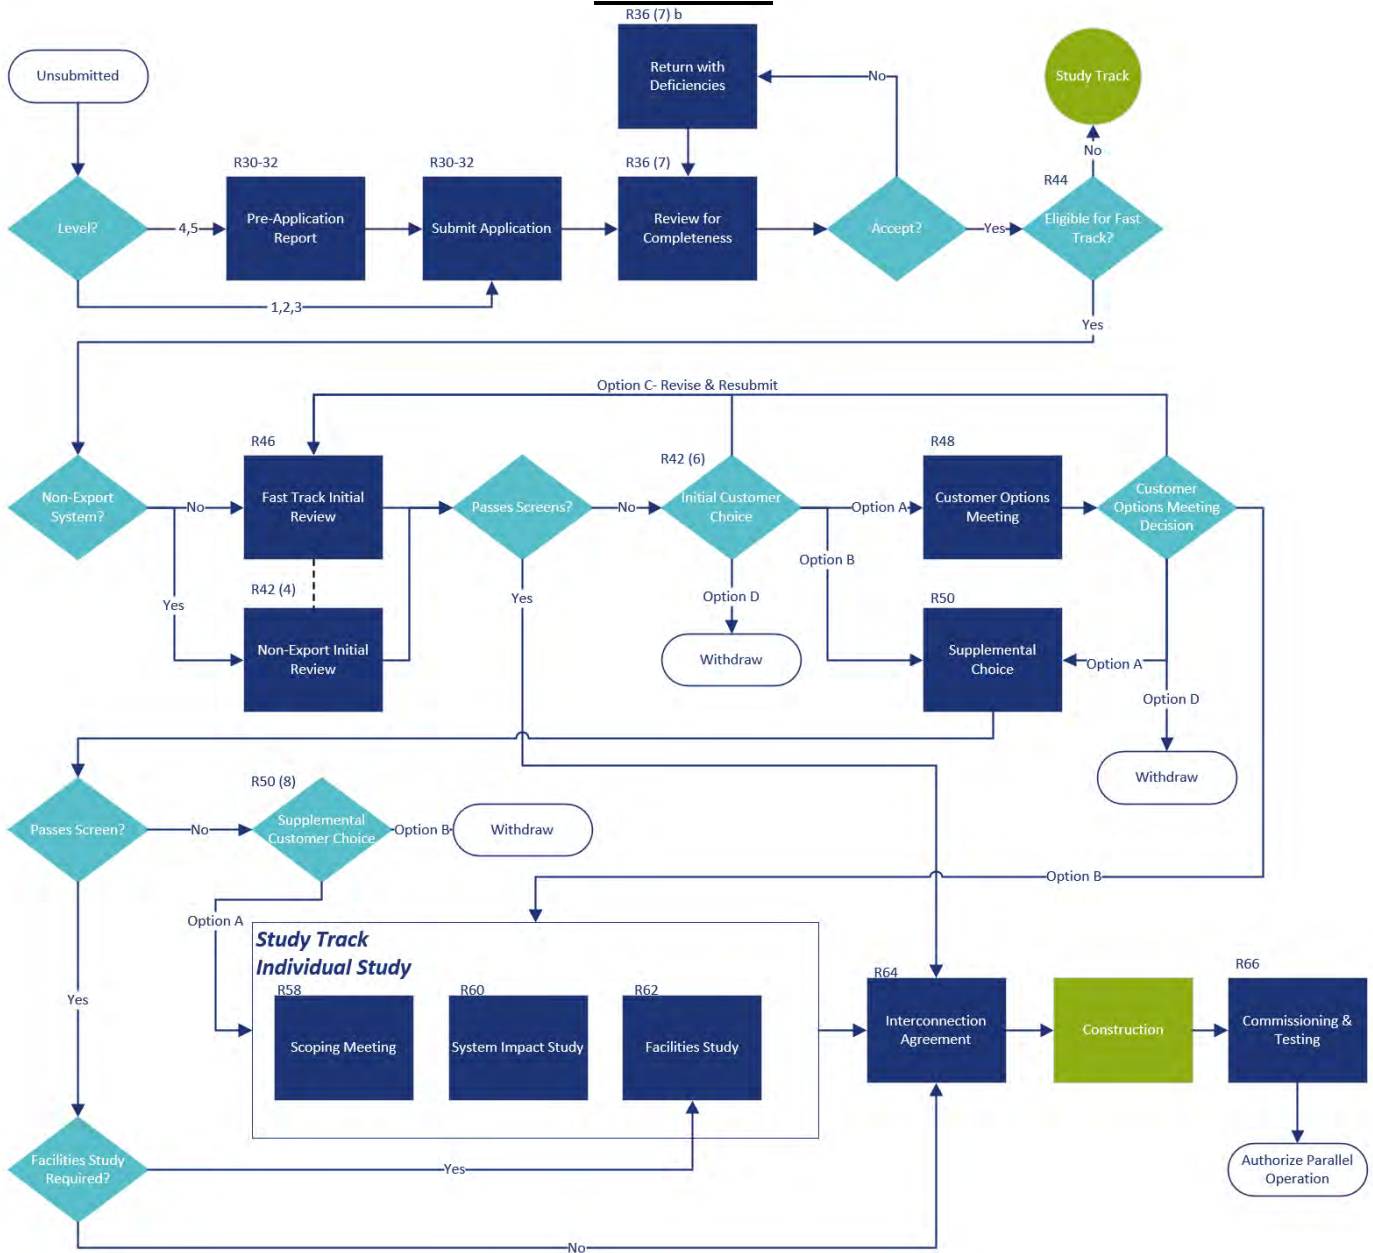 R36 (7) b
Unsubmitted
Return with
Deficiencies
No
Study Track
No
R30-32
R30-32
R36 (7)
R44
Level?
4,5
Pre-Application
Report
Submit Application
Review for
Completeness
Accept?
Yes
Eligible for Fast
Track?
1,2,3
Yes
Option C- Revise & Resubmit
R46
R42 (6)
R48
Non-Export
System?
No
Fast Track Initial
Review
Passes Screens?
No
Initial Customer
Choice
Option A
Customer Options
Meeting
Customer
Options Meeting
Decision
Option B
R42 (4)
Yes
Yes
Option D
R50
Non-Export Initial
Review
Withdraw
Supplemental
Choice
Option A
Option D
Withdraw
R50 (8)
Passes Screen?
No
Supplemental
Customer Choice
Option B
Withdraw
Option B
Option A
Study Track
Individual Study
R58
R60
R62
R64
R66
Yes
Scoping Meeting
System Impact Study
Facilities Study
Interconnection
Agreement
Construction
Commissioning &
Testing
Facilities Study
Required?
Yes
Authorize Parallel
Operation
No